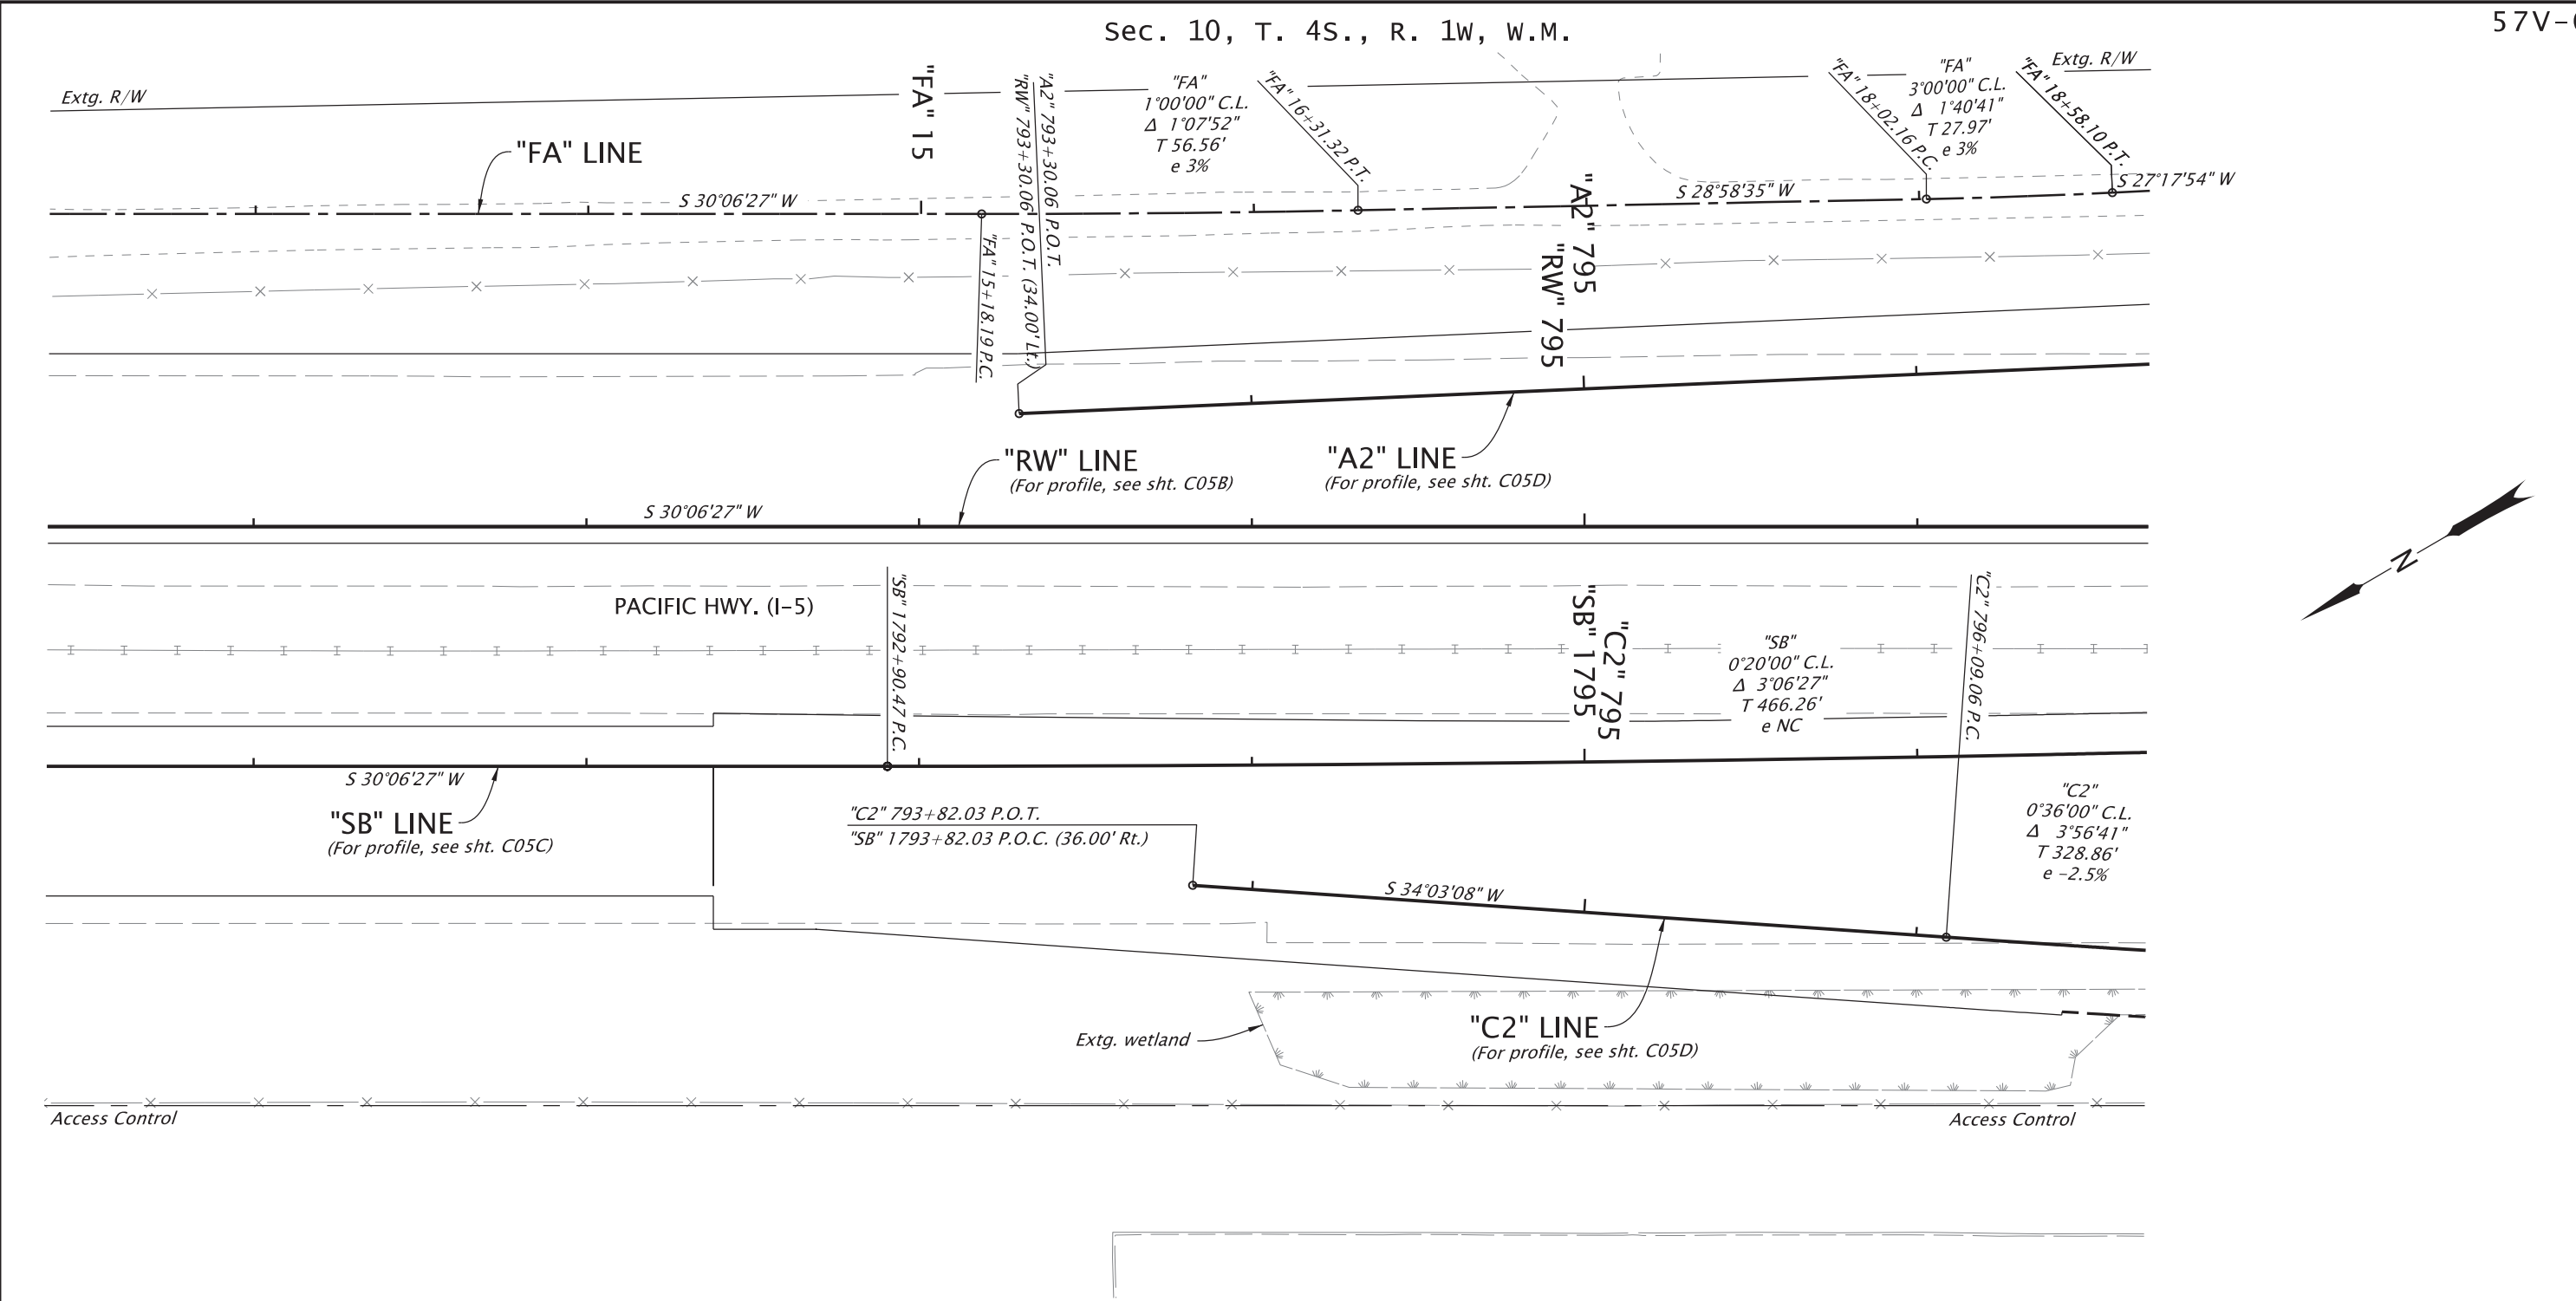 Sec. 10, T. 4S., R. 1W, W.M.
57V-
Extg. R/W
"FA" LINE
"FA" 15
"RW" 793+30.06 P.O.T. (34.00' Lt.)
"A2" 793+30.06 P.O.T.
"FA"
1°00'00" C.L.
Δ 1°07'52"
T 56.56'
e 3%
"FA" 16+31.32 P.T.
"FA" 18+02.16 P.C.
"FA"
3°00'00" C.L.
Δ 1°40'41"
T 27.97'
e 3%
"FA" 18+58.10 P.T.
Extg. R/W
S 30°06'27" W
S 28°58'35" W
S 27°17'54" W
"FA" 15+18.19 P.C.
"A2" 795
"RW" 795
"RW" LINE
(For profile, see sht. C05B)
"A2" LINE
(For profile, see sht. C05D)
S 30°06'27" W
N
PACIFIC HWY. (I-5)
"SB" 1792+90.47 P.C.
"SB" 1795
"C2" 795
"SB"
0°20'00" C.L.
Δ 3°06'27"
T 466.26'
e NC
"C2" 796+09.06 P.C.
S 30°06'27" W
"SB" LINE
(For profile, see sht. C05C)
"C2" 793+82.03 P.O.T.
"SB" 1793+82.03 P.O.C. (36.00' Rt.)
"C2"
0°36'00" C.L.
Δ 3°56'41"
T 328.86'
e -2.5%
S 34°03'08" W
Extg. wetland
"C2" LINE
(For profile, see sht. C05D)
Access Control
Access Control